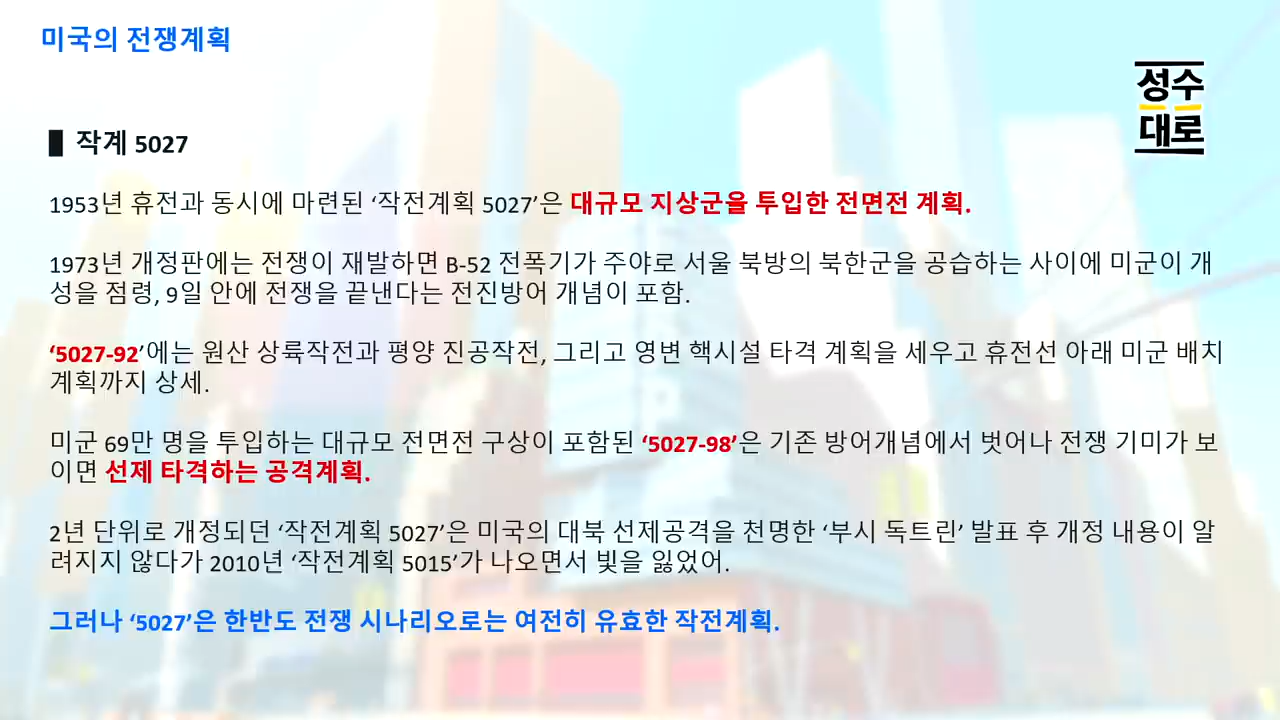 미국의 전쟁계획
성수
대로
▌작계 5027
1953년 휴전과 동시에 마련된 ‘작전계획 5027’은 대규모 지상군을 투입한 전면전 계획.
1973년 개정판에는 전쟁이 재발하면 B-52 전폭기가 주야로 서울 북방의 북한군을 공습하는 사이에 미군이 개
성을 점령, 9일 안에 전쟁을 끝낸다는 전진방어 개념이 포함.
‘5027-92’에는 원산 상륙작전과 평양 진공작전, 그리고 영변 핵시설 타격 계획을 세우고 휴전선 아래 미군 배치
계획까지 상세.
미군 69만 명을 투입하는 대규모 전면전 구상이 포함된 ‘5027-98’은 기존 방어개념에서 벗어나 전쟁 기미가 보
이면 선제 타격하는 공격계획.
2년 단위로 개정되던 ‘작전계획 5027’은 미국의 대북 선제공격을 천명한 ‘부시 독트린’ 발표 후 개정 내용이 알
려지지 않다가 2010년 ‘작전계획 5015’가 나오면서 빛을 잃었어.
그러나 ‘5027’은 한반도 전쟁 시나리오로는 여전히 유효한 작전계획.